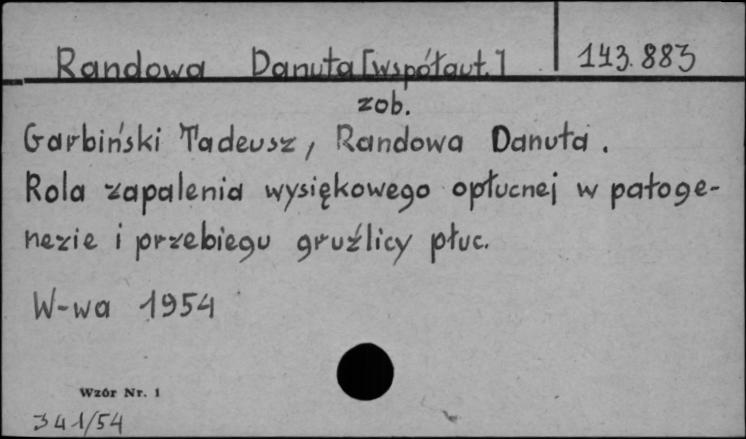 Randowa Danuta [współaut.] 143.883
zob.
Garbiński Tadeusz, Randowa Danuta.
Rola zapalenia wysiękowego opłucnej w patoge-
nezie i przebiegu gruźlicy płuc.
W-wa 1954
Wzór Nr. 1
341/54